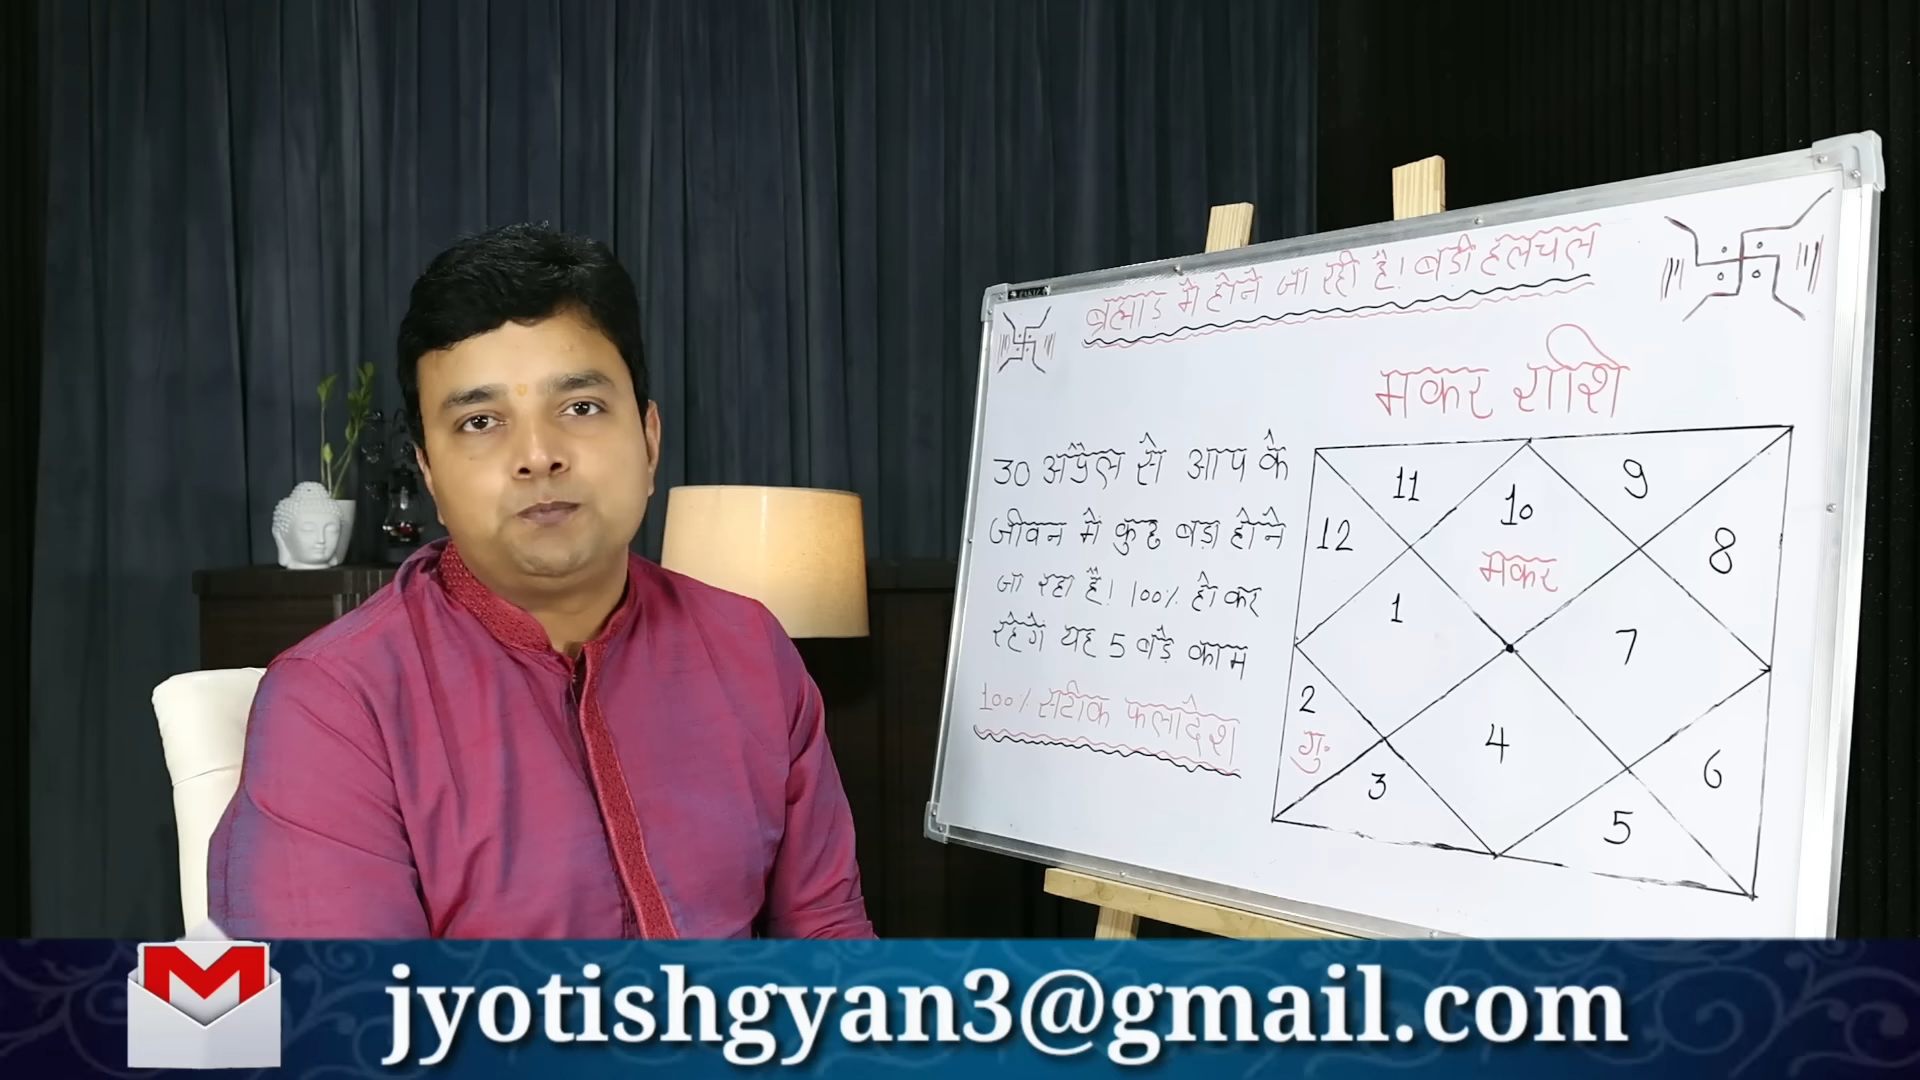 ब्रह्मांड मे होने जा रही है! बडी हलचल
मकर राशि
30 अप्रैल से आप के
जीवन मे कुछ बड़ा होने
जा रहा है! 100% हो कर
रहेगे यह 5 बड़े काम
100% सटीक फलादेश
11
10
9
12
मकर
8
1
7
2
गु.
4
3
6
5
jyotishgyan3@gmail.com